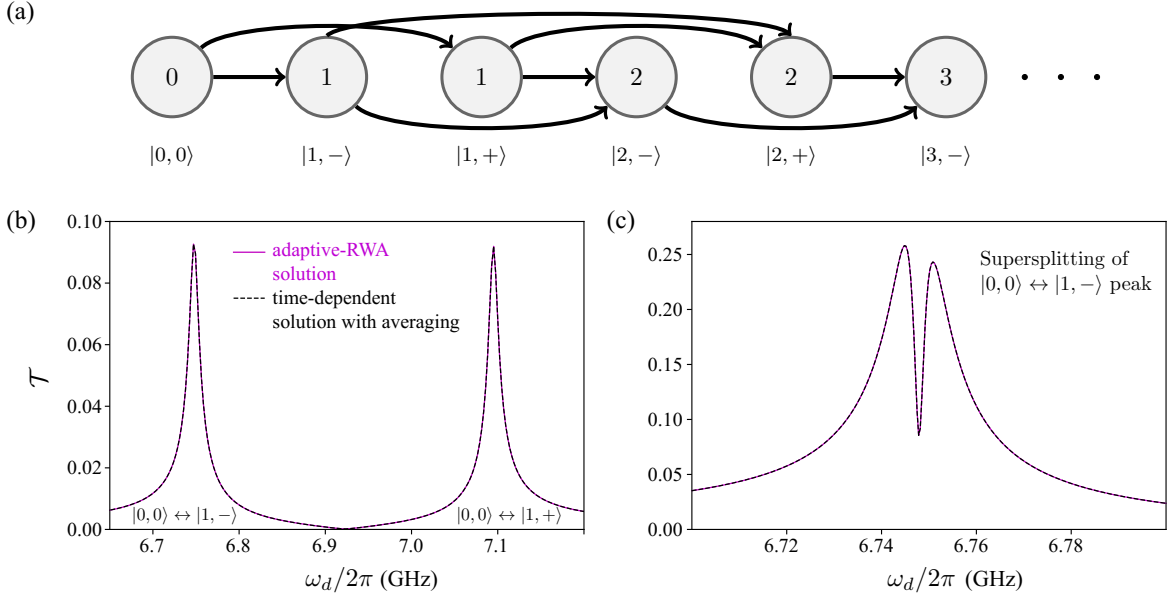 (a)
0 1 1 2 2 3 . . .
|0, 0⟩ |1, −⟩ |1, +⟩ |2, −⟩ |2, +⟩ |3, −⟩
(b)
0.10
0.08
0.06
0.04
0.02
0.00
𝒯
adaptive-RWA
solution
time-dependent
solution with averaging
|0, 0⟩ ↔ |1, −⟩
|0, 0⟩ ↔ |1, +⟩
6.7 6.8 6.9 7.0 7.1
ω_d/2π (GHz)
(c)
0.25
0.20
0.15
0.10
0.05
0.00
Supersplitting of
|0, 0⟩ ↔ |1, −⟩ peak
6.72 6.74 6.76 6.78
ω_d/2π (GHz)